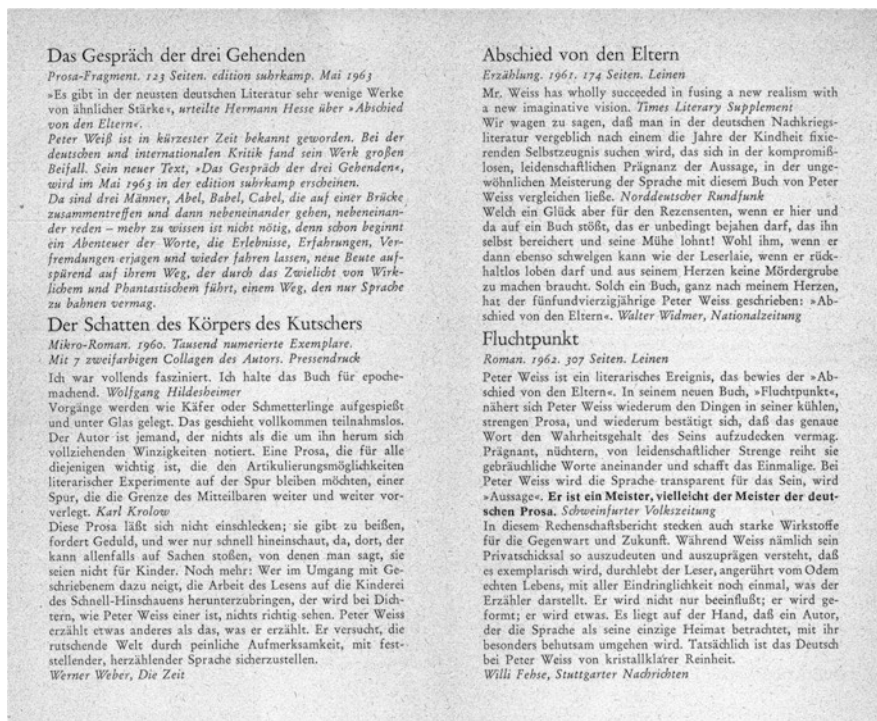 Das Gespräch der drei Gehenden
Prosa-Fragment. 123 Seiten. edition suhrkamp. Mai 1963
»Es gibt in der neusten deutschen Literatur sehr wenige Werke
von ähnlicher Stärke«, urteilte Hermann Hesse über »Abschied
von den Eltern«.
Peter Weiß ist in kürzester Zeit bekannt geworden. Bei der
deutschen und internationalen Kritik fand sein Werk großen
Beifall. Sein neuer Text, »Das Gespräch der drei Gehenden«,
wird im Mai 1963 in der edition suhrkamp erscheinen.
Da sind drei Männer, Abel, Babel, Cabel, die auf einer Brücke
zusammentreffen und dann nebeneinander gehen, nebeneinan-
der reden – mehr zu wissen ist nicht nötig, denn schon beginnt
ein Abenteuer der Worte, die Erlebnisse, Erfahrungen, Ver-
fremdungen erjagen und wieder fahren lassen, neue Beute auf-
spürend auf ihrem Weg, der durch das Zwielicht von Wirk-
lichem und Phantastischem führt, einem Weg, den nur Sprache
zu bahnen vermag.
Der Schatten des Körpers des Kutschers
Mikro-Roman. 1960. Tausend numerierte Exemplare.
Mit 7 zweifarbigen Collagen des Autors. Pressendruck
Ich war vollends fasziniert. Ich halte das Buch für epoche-
machend. Wolfgang Hildesheimer
Vorgänge werden wie Käfer oder Schmetterlinge aufgespießt
und unter Glas gelegt. Das geschieht vollkommen teilnahmslos.
Der Autor ist jemand, der nichts als die um ihn herum sich
vollziehenden Winzigkeiten notiert. Eine Prosa, die für alle
diejenigen wichtig ist, die den Artikulierungsmöglichkeiten
literarischer Experimente auf der Spur bleiben möchten, einer
Spur, die die Grenze des Mitteilbaren weiter und weiter vor-
verlegt. Karl Krolow
Diese Prosa läßt sich nicht einschlecken; sie gibt zu beißen,
fordert Geduld, und wer nur schnell hineinschaut, da, dort, der
kann allenfalls auf Sachen stoßen, von denen man sagt, sie
seien nicht für Kinder. Noch mehr: Wer im Umgang mit Ge-
schriebenem dazu neigt, die Arbeit des Lesens auf die Kinderei
des Schnell-Hinschauens herunterzubringen, der wird bei Dich-
tern, wie Peter Weiss einer ist, nichts richtig sehen. Peter Weiss
erzählt etwas anderes als das, was er erzählt. Er versucht, die
rutschende Welt durch peinliche Aufmerksamkeit, mit fest-
stellender, herzählender Sprache sicherzustellen.
Werner Weber, Die Zeit
Abschied von den Eltern
Erzählung. 1961. 174 Seiten. Leinen
Mr. Weiss has wholly succeeded in fusing a new realism with
a new imaginative vision. Times Literary Supplement
Wir wagen zu sagen, daß man in der deutschen Nachkriegs-
literatur vergeblich nach einem die Jahre der Kindheit fixie-
renden Selbstzeugnis suchen wird, das sich in der kompromiß-
losen, leidenschaftlichen Prägnanz der Aussage, in der unge-
wöhnlichen Meisterung der Sprache mit diesem Buch von Peter
Weiss vergleichen ließe. Norddeutscher Rundfunk
Welch ein Glück aber für den Rezensenten, wenn er hier und
da auf ein Buch stößt, das er unbedingt bejahen darf, das ihn
selbst bereichert und seine Mühe lohnt! Wohl ihm, wenn er
dann ebenso schwelgen kann wie der Leserlaie, wenn er rück-
haltlos loben darf und aus seinem Herzen keine Mördergrube
zu machen braucht. Solch ein Buch, ganz nach meinem Herzen,
hat der fünfundvierzigjährige Peter Weiss geschrieben: »Ab-
schied von den Eltern«. Walter Widmer, Nationalzeitung
Fluchtpunkt
Roman. 1962. 307 Seiten. Leinen
Peter Weiss ist ein literarisches Ereignis, das bewies der »Ab-
schied von den Eltern«. In seinem neuen Buch, »Fluchtpunkt«,
nähert sich Peter Weiss wiederum den Dingen in seiner kühlen,
strengen Prosa, und wiederum bestätigt sich, daß das genaue
Wort den Wahrheitsgehalt des Seins aufzudecken vermag.
Prägnant, nüchtern, von leidenschaftlicher Strenge reiht sie
gebräuchliche Worte aneinander und schafft das Einmalige. Bei
Peter Weiss wird die Sprache transparent für das Sein, wird
»Aussage«. Er ist ein Meister, vielleicht der Meister der deut-
schen Prosa. Schweinfurter Volkszeitung
In diesem Rechenschaftsbericht stecken auch starke Wirkstoffe
für die Gegenwart und Zukunft. Während Weiss nämlich sein
Privatschicksal so auszudeuten und auszuprägen versteht, daß
es exemplarisch wird, durchlebt der Leser, angerührt vom Odem
echten Lebens, mit aller Eindringlichkeit noch einmal, was der
Erzähler darstellt. Er wird nicht nur beeinflußt; er wird ge-
formt; er wird etwas. Es liegt auf der Hand, daß ein Autor,
der die Sprache als seine einzige Heimat betrachtet, mit ihr
besonders behutsam umgehen wird. Tatsächlich ist das Deutsch
bei Peter Weiss von kristallklarer Reinheit.
Willi Fehse, Stuttgarter Nachrichten